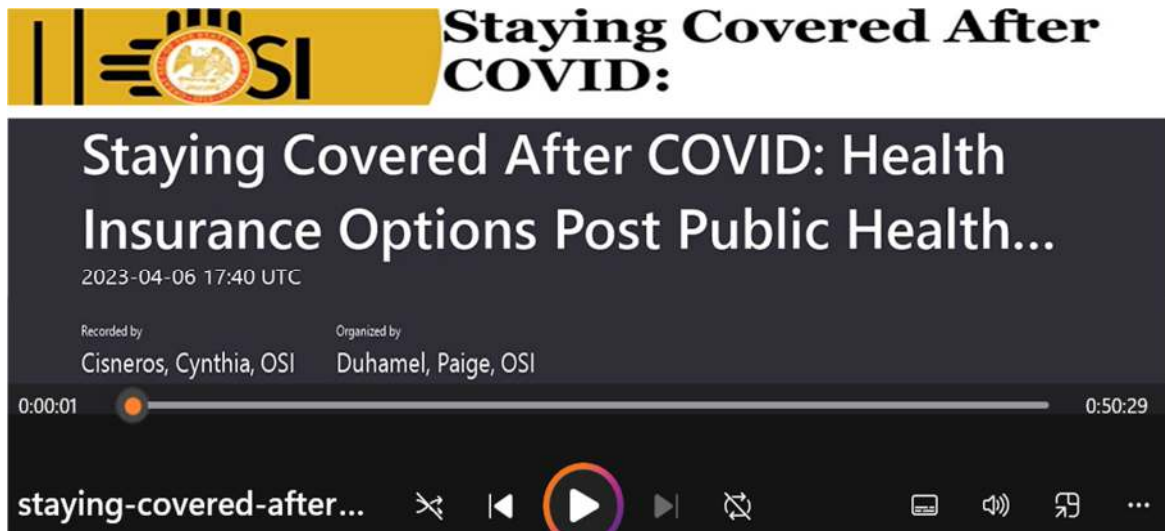 OSI
Staying Covered After
COVID:
Staying Covered After COVID: Health
Insurance Options Post Public Health...
2023-04-06 17:40 UTC
Recorded by
Organized by
Cisneros, Cynthia, OSI
Duhamel, Paige, OSI
0:00:01
0:50:29
staying-covered-after...